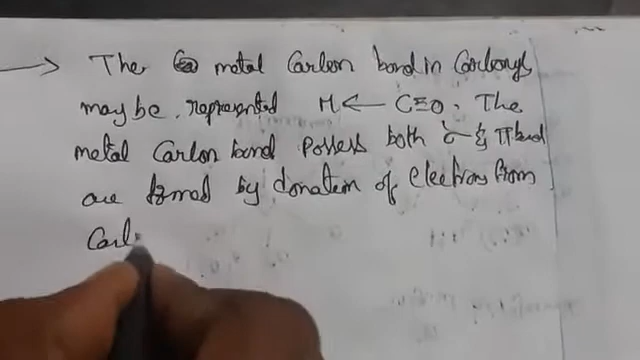 → The metal Carbon bond in Carbonyls
may be represented M ← C≡O. The
metal Carbon bond Possess both σ & π bond
are formed by donation of electrons from
Carb